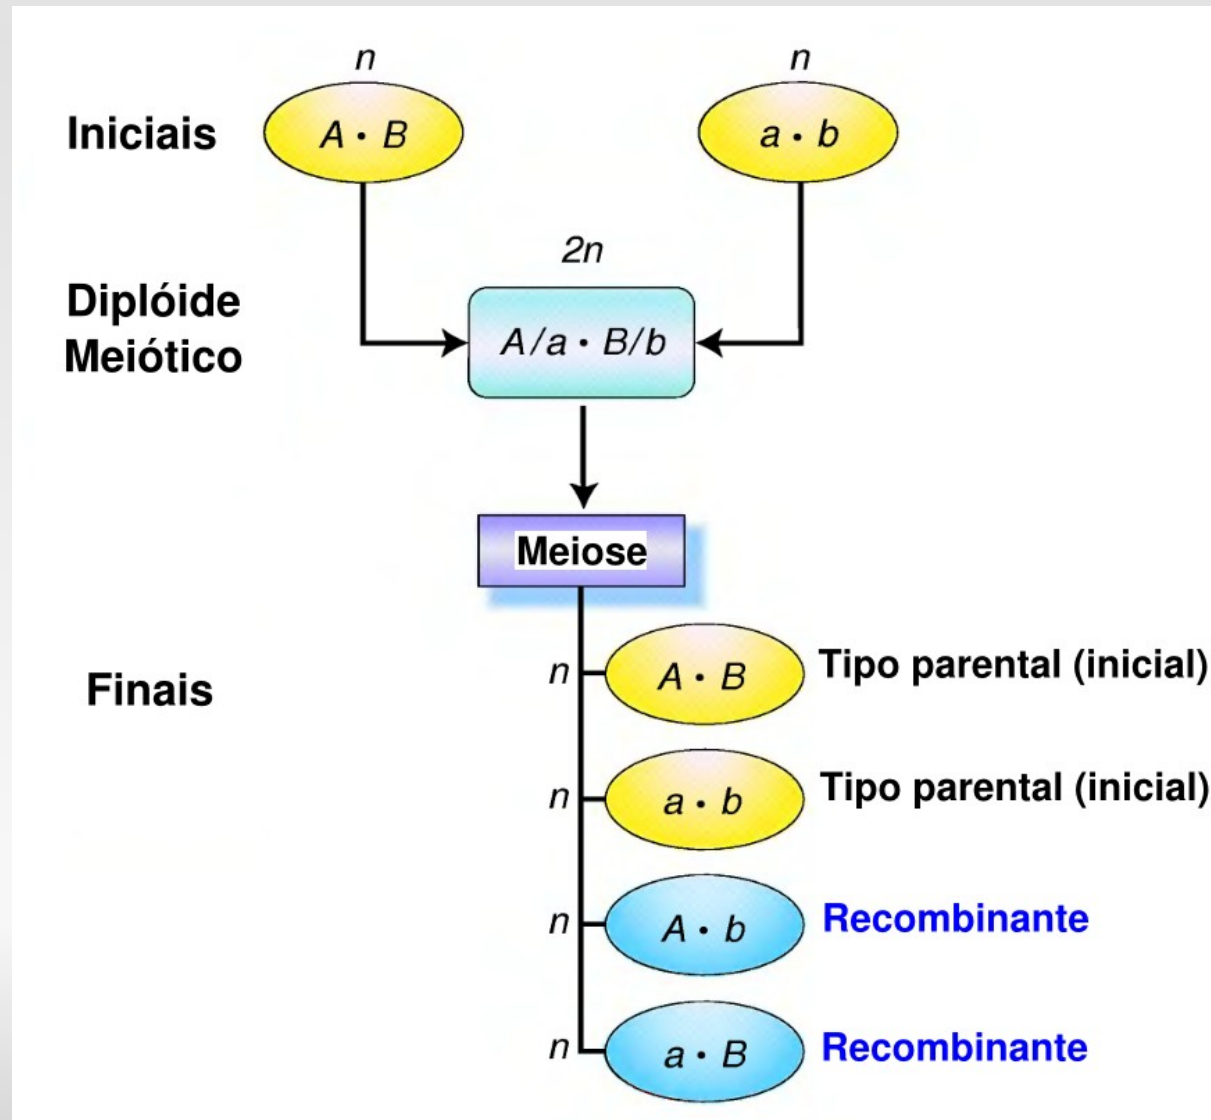 n
n
Iniciais
A • B
a • b
2n
Diplóide
Meiótico
A/a • B/b
Meiose
Finais
n
A • B
Tipo parental (inicial)
n
a • b
Tipo parental (inicial)
n
A • b
Recombinante
n
a • B
Recombinante